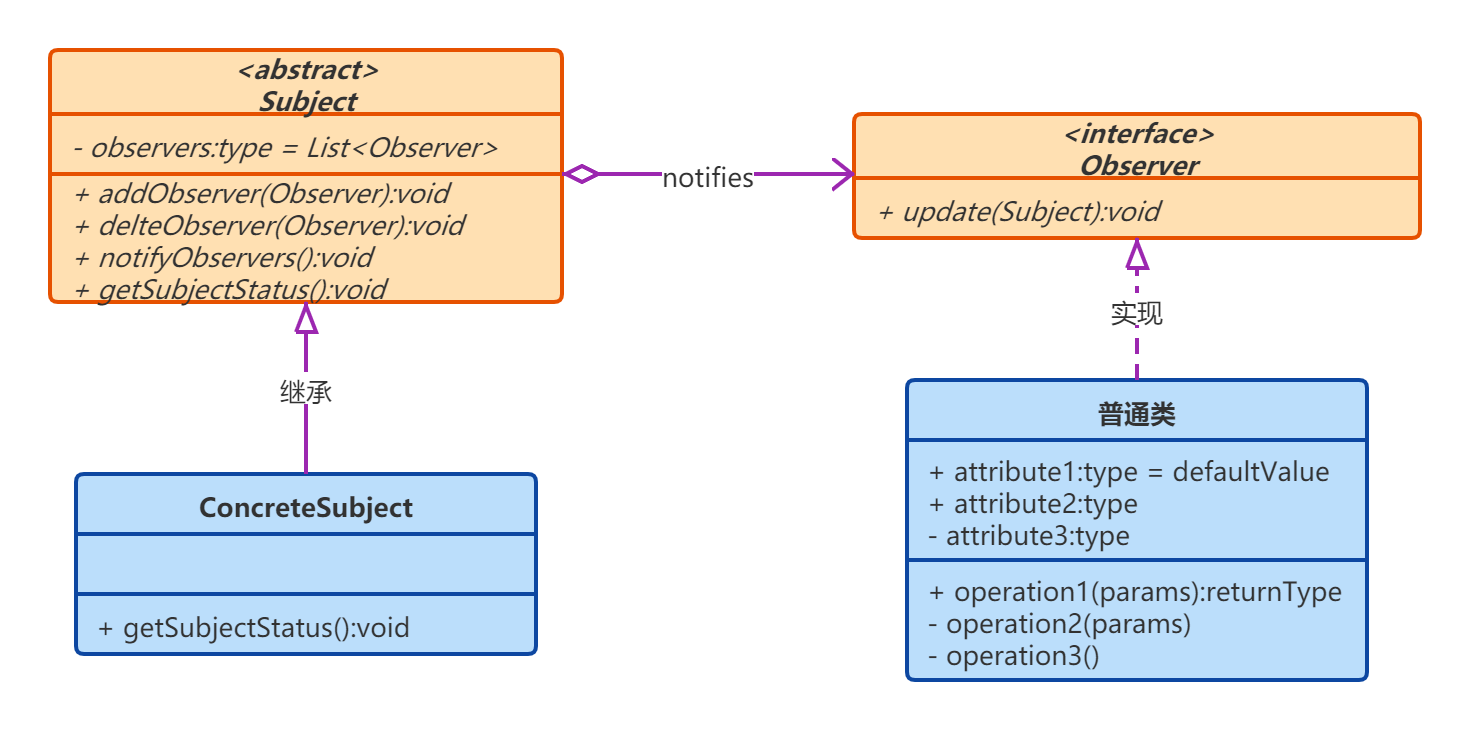 <abstract>
Subject
- observers:type = List<Observer>
+ addObserver(Observer):void
+ delteObserver(Observer):void
+ notifyObservers():void
+ getSubjectStatus():void
notifies
<interface>
Observer
+ update(Subject):void
继承
实现
ConcreteSubject
+ getSubjectStatus():void
普通类
+ attribute1:type = defaultValue
+ attribute2:type
- attribute3:type
+ operation1(params):returnType
- operation2(params)
- operation3()